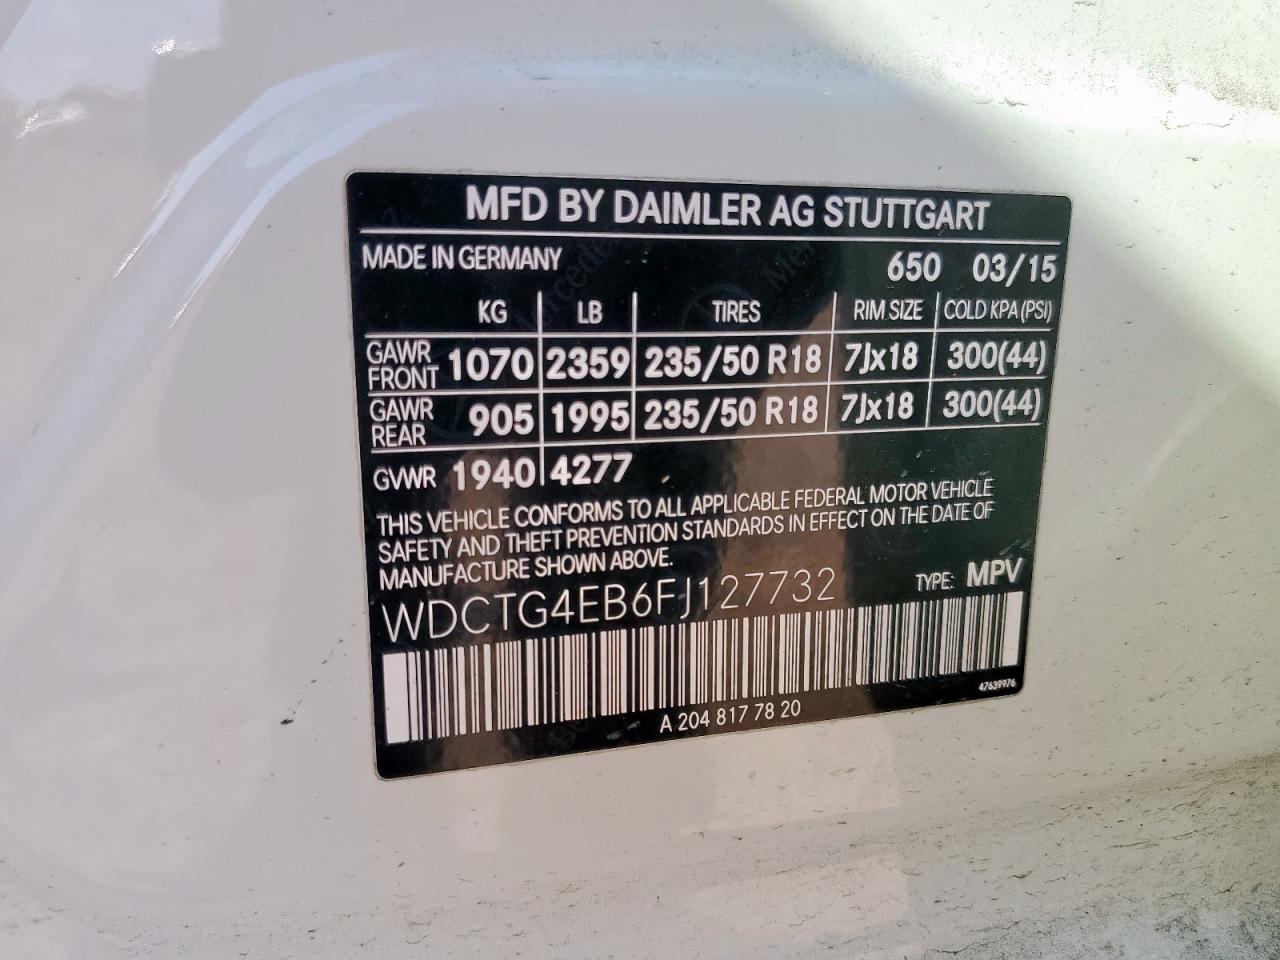 MFD BY DAIMLER AG STUTTGART
MADE IN GERMANY 650 03/15
KG LB TIRES RIM SIZE COLD KPA (PSI)
GAWR FRONT 1070 2359 235/50 R18 7Jx18 300(44)
GAWR REAR 905 1995 235/50 R18 7Jx18 300(44)
GVWR 1940 4277
THIS VEHICLE CONFORMS TO ALL APPLICABLE FEDERAL MOTOR VEHICLE
SAFETY AND THEFT PREVENTION STANDARDS IN EFFECT ON THE DATE OF
MANUFACTURE SHOWN ABOVE.
WDCTG4EB6FJ127732 TYPE: MPV
47639976
A 204 817 78 20